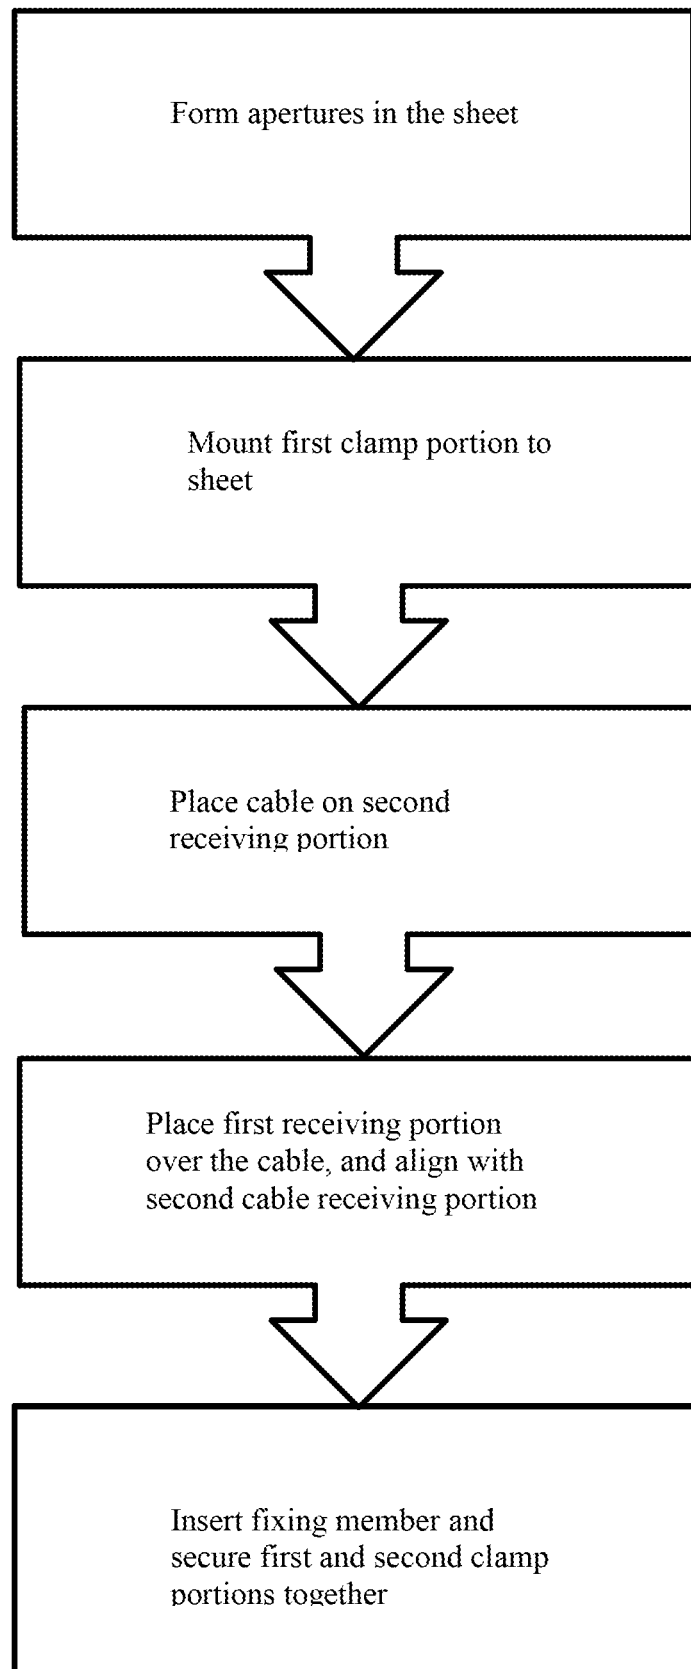 Form apertures in the sheet
Mount first clamp portion to
sheet
Place cable on second
receiving portion
Place first receiving portion
over the cable, and align with
second cable receiving portion
Insert fixing member and
secure first and second clamp
portions together